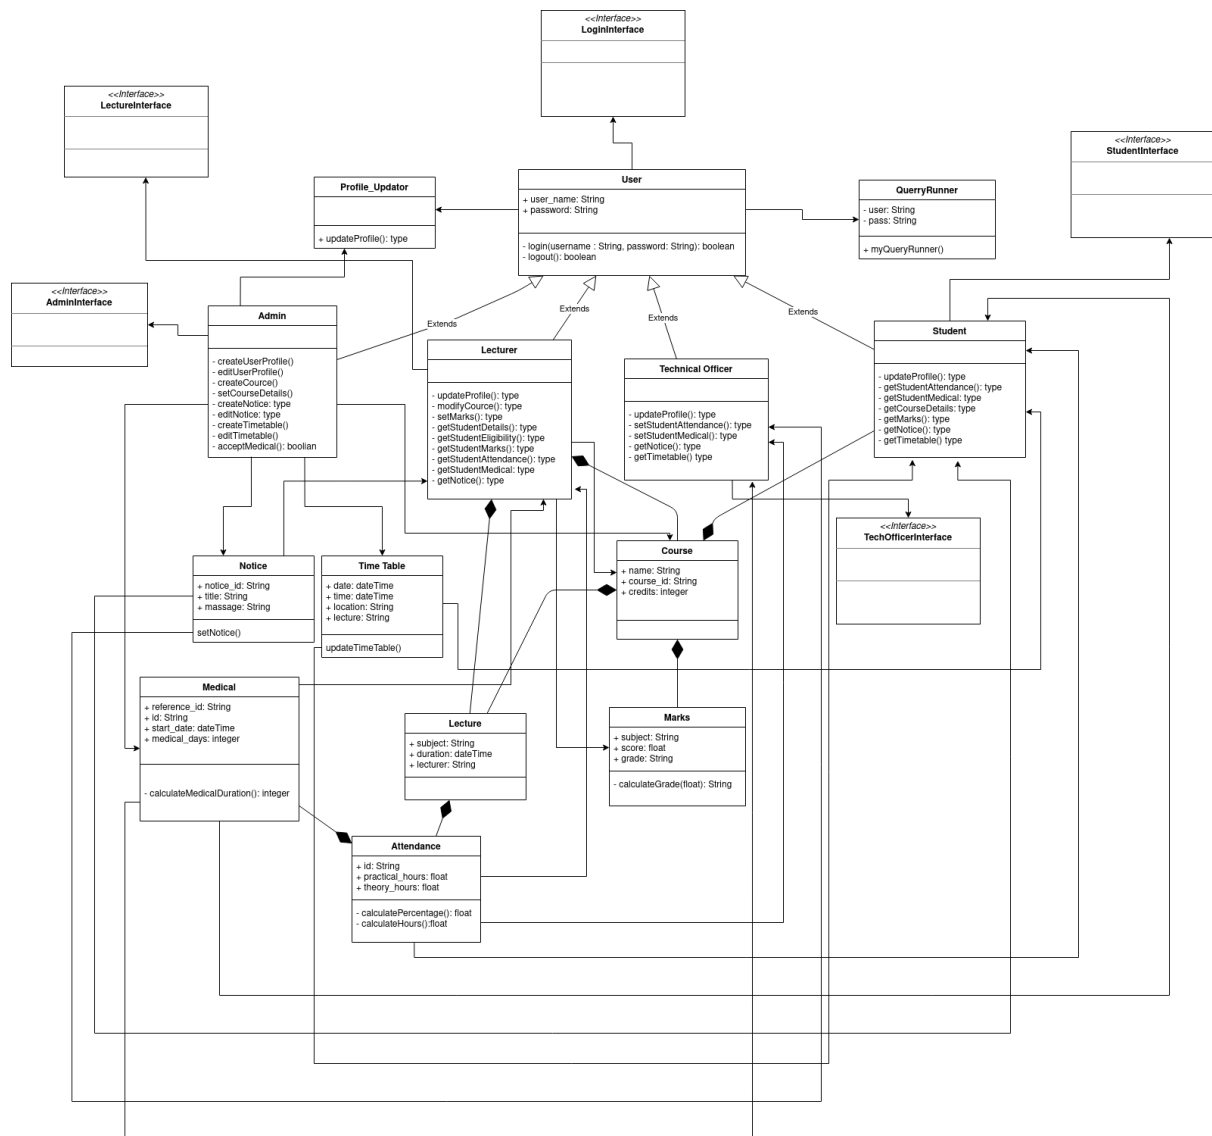 <<Interface>>
LoginInterface
<<Interface>>
LectureInterface
<<Interface>>
StudentInterface
Profile_Updator
+ updateProfile(): type
User
+ user_name: String
+ password: String
- login(username : String, password: String): boolean
- logout(): boolean
QuerryRunner
- user: String
- pass: String
+ myQueryRunner()
<<Interface>>
AdminInterface
Extends
Extends
Extends
Extends
Admin
- createUserProfile()
- editUserProfile()
- createCource()
- setCourseDetails()
- createNotice: type
- editNotice: type
- createTimetable()
- editTimetable()
- acceptMedical(): boolian
Lecturer
- updateProfile(): type
- modifyCource(): type
- setMarks(): type
- getStudentDetails(): type
- getStudentEligibility(): type
- getStudentMarks(): type
- getStudentAttendance(): type
- getStudentMedical: type
- getNotice(): type
Technical Officer
- updateProfile(): type
- setStudentAttendance(): type
- setStudentMedical(): type
- getNotice(): type
- getTimetable() type
Student
- updateProfile(): type
- getStudentAttendance(): type
- getStudentMedical: type
- getCourseDetails: type
- getMarks(): type
- getNotice(): type
- getTimetable() type
<<Interface>>
TechOfficerInterface
Notice
+ notice_id: String
+ title: String
+ massage: String
setNotice()
Time Table
+ date: dateTime
+ time: dateTime
+ location: String
+ lecture: String
updateTimeTable()
Course
+ name: String
+ course_id: String
+ credits: integer
Medical
+ reference_id: String
+ id: String
+ start_date: dateTime
+ medical_days: integer
- calculateMedicalDuration(): integer
Lecture
+ subject: String
+ duration: dateTime
+ lecturer: String
Marks
+ subject: String
+ score: float
+ grade: String
- calculateGrade(float): String
Attendance
+ id: String
+ practical_hours: float
+ theory_hours: float
- calculatePercentage(): float
- calculateHours():float